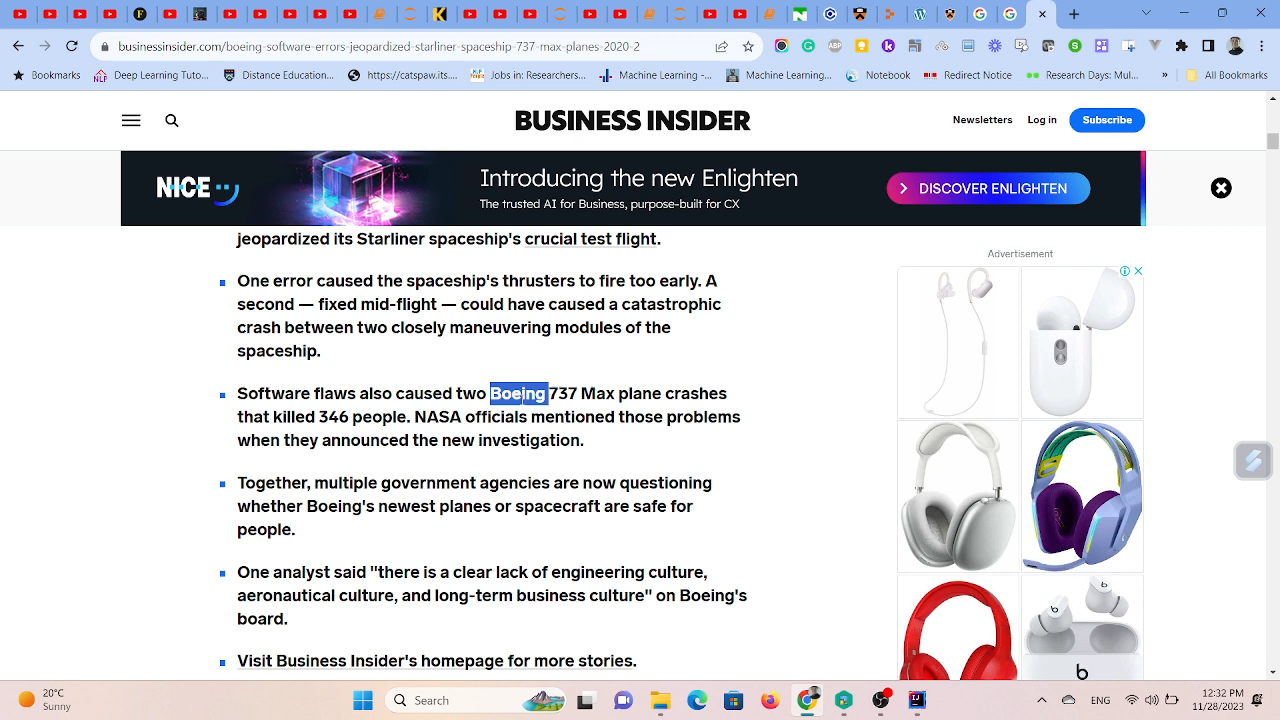 businessinsider.com/boeing-software-errors-jeopardized-starliner-spaceship-737-max-planes-2020-2
Bookmarks
Deep Learning Tuto...
Distance Education...
https://catspaw.its....
Jobs in: Researchers...
Machine Learning -...
Machine Learning...
Notebook
Redirect Notice
Research Days: Mul...
»
All Bookmarks
BUSINESS INSIDER
Newsletters
Log in
Subscribe
NICE
Introducing the new Enlighten
The trusted AI for Business, purpose-built for CX
DISCOVER ENLIGHTEN
jeopardized its Starliner spaceship's crucial test flight.
One error caused the spaceship's thrusters to fire too early. A
second — fixed mid-flight — could have caused a catastrophic
crash between two closely maneuvering modules of the
spaceship.
Software flaws also caused two Boeing 737 Max plane crashes
that killed 346 people. NASA officials mentioned those problems
when they announced the new investigation.
Together, multiple government agencies are now questioning
whether Boeing's newest planes or spacecraft are safe for
people.
One analyst said "there is a clear lack of engineering culture,
aeronautical culture, and long-term business culture" on Boeing's
board.
Visit Business Insider's homepage for more stories.
Advertisement
20°C
Sunny
Search
ENG
12:32 PM
11/28/2023